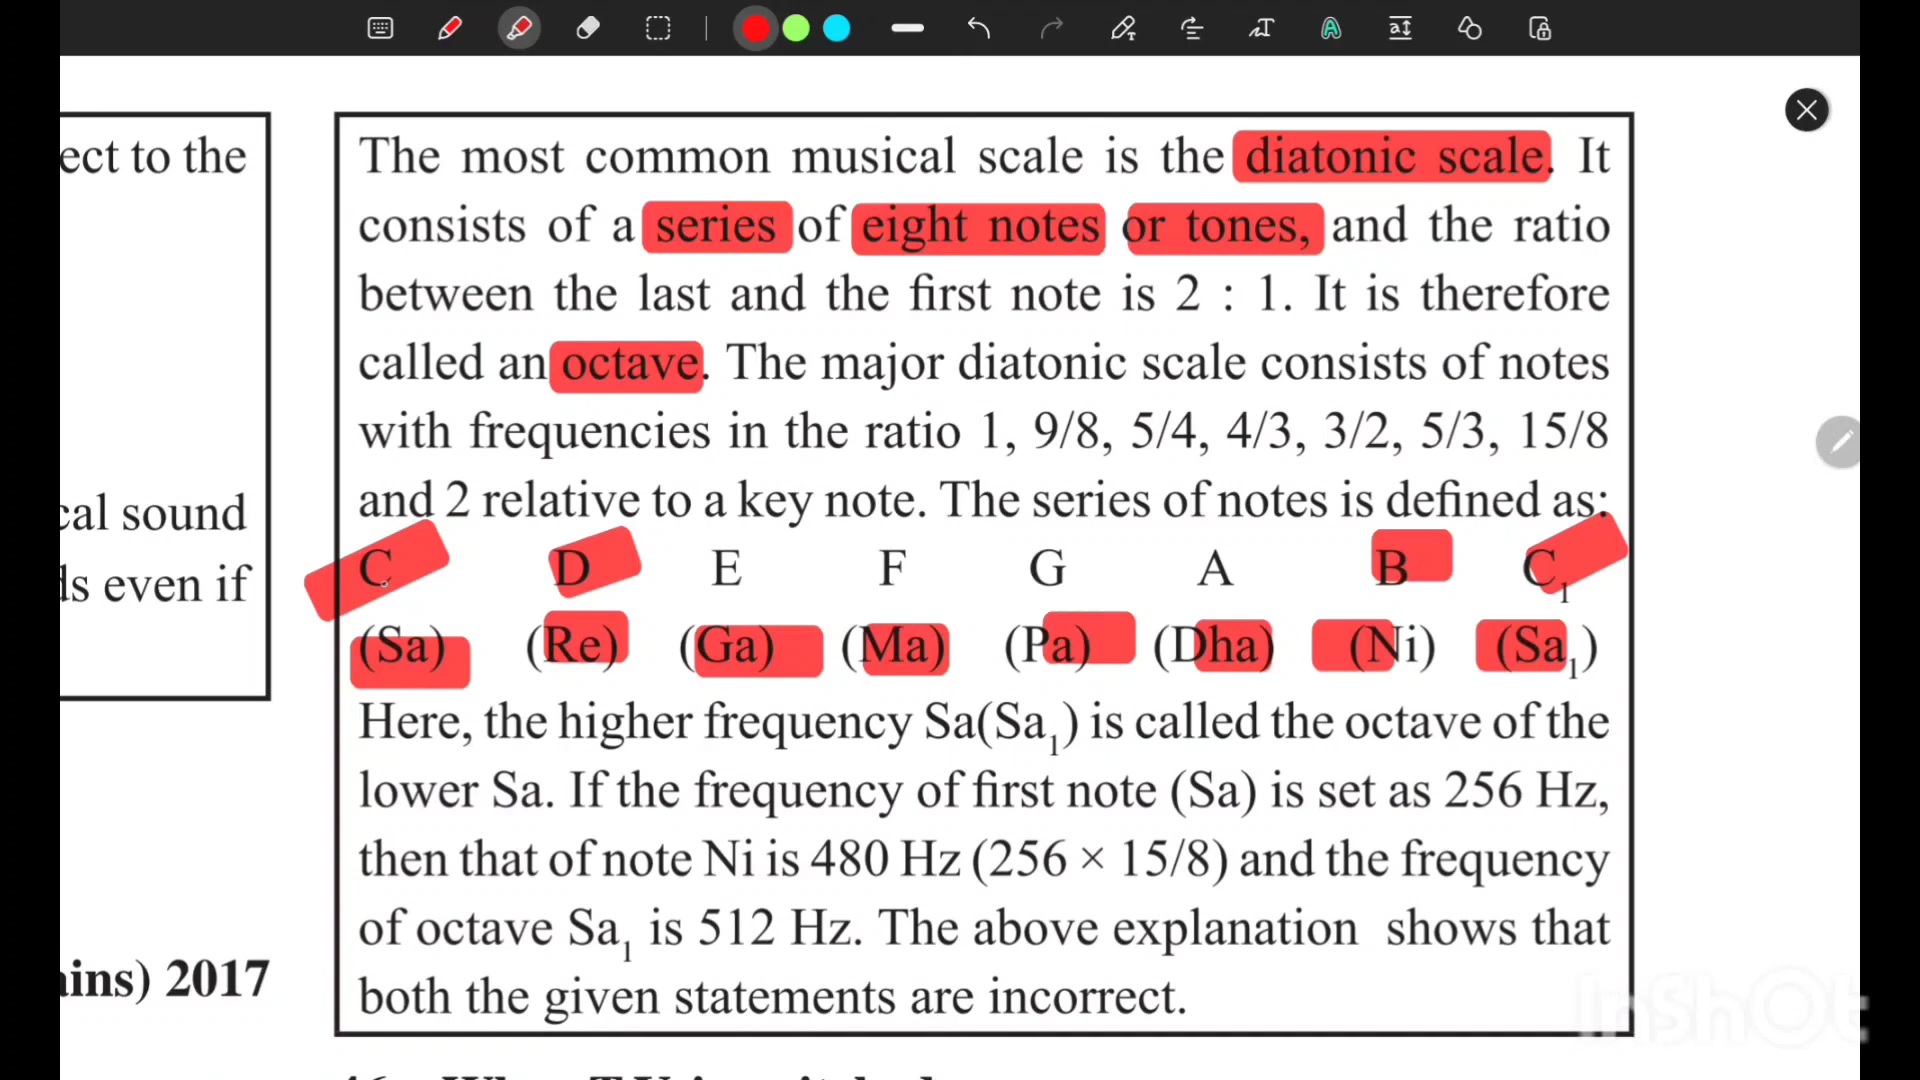 ect to the
cal sound
ds even if
ains) 2017
The most common musical scale is the diatonic scale. It
consists of a series of eight notes or tones, and the ratio
between the last and the first note is 2 : 1. It is therefore
called an octave. The major diatonic scale consists of notes
with frequencies in the ratio 1, 9/8, 5/4, 4/3, 3/2, 5/3, 15/8
and 2 relative to a key note. The series of notes is defined as:
C D E F G A B C₁
(Sa) (Re) (Ga) (Ma) (Pa) (Dha) (Ni) (Sa₁)
Here, the higher frequency Sa(Sa₁) is called the octave of the
lower Sa. If the frequency of first note (Sa) is set as 256 Hz,
then that of note Ni is 480 Hz (256 × 15/8) and the frequency
of octave Sa₁ is 512 Hz. The above explanation shows that
both the given statements are incorrect.
InShOt